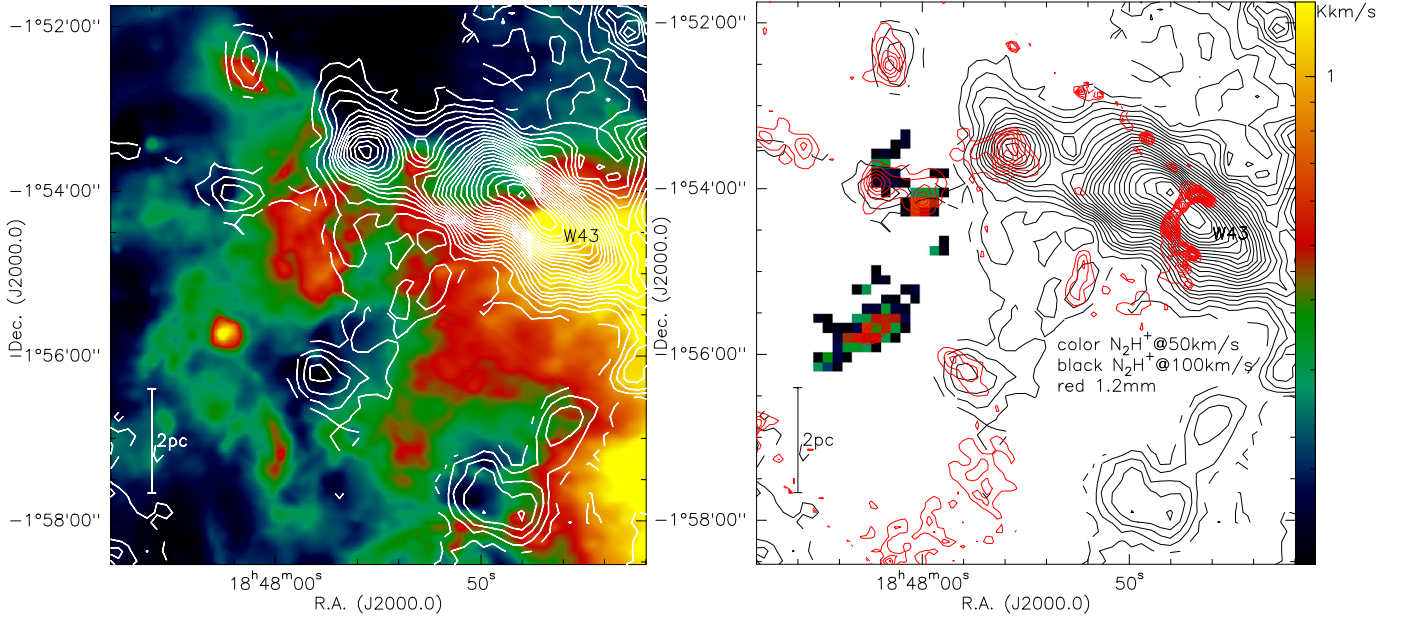 −1°52′00′′
−1°54′00′′
−1°56′00′′
−1°58′00′′
Dec. (J2000.0)
W43
2pc
18ʰ48ᵐ00ˢ
50ˢ
R.A. (J2000.0)
−1°52′00′′
−1°54′00′′
−1°56′00′′
−1°58′00′′
Dec. (J2000.0)
W43
color N₂H⁺@50km/s
black N₂H⁺@100km/s
red 1.2mm
2pc
18ʰ48ᵐ00ˢ
50ˢ
R.A. (J2000.0)
Kkm/s
1